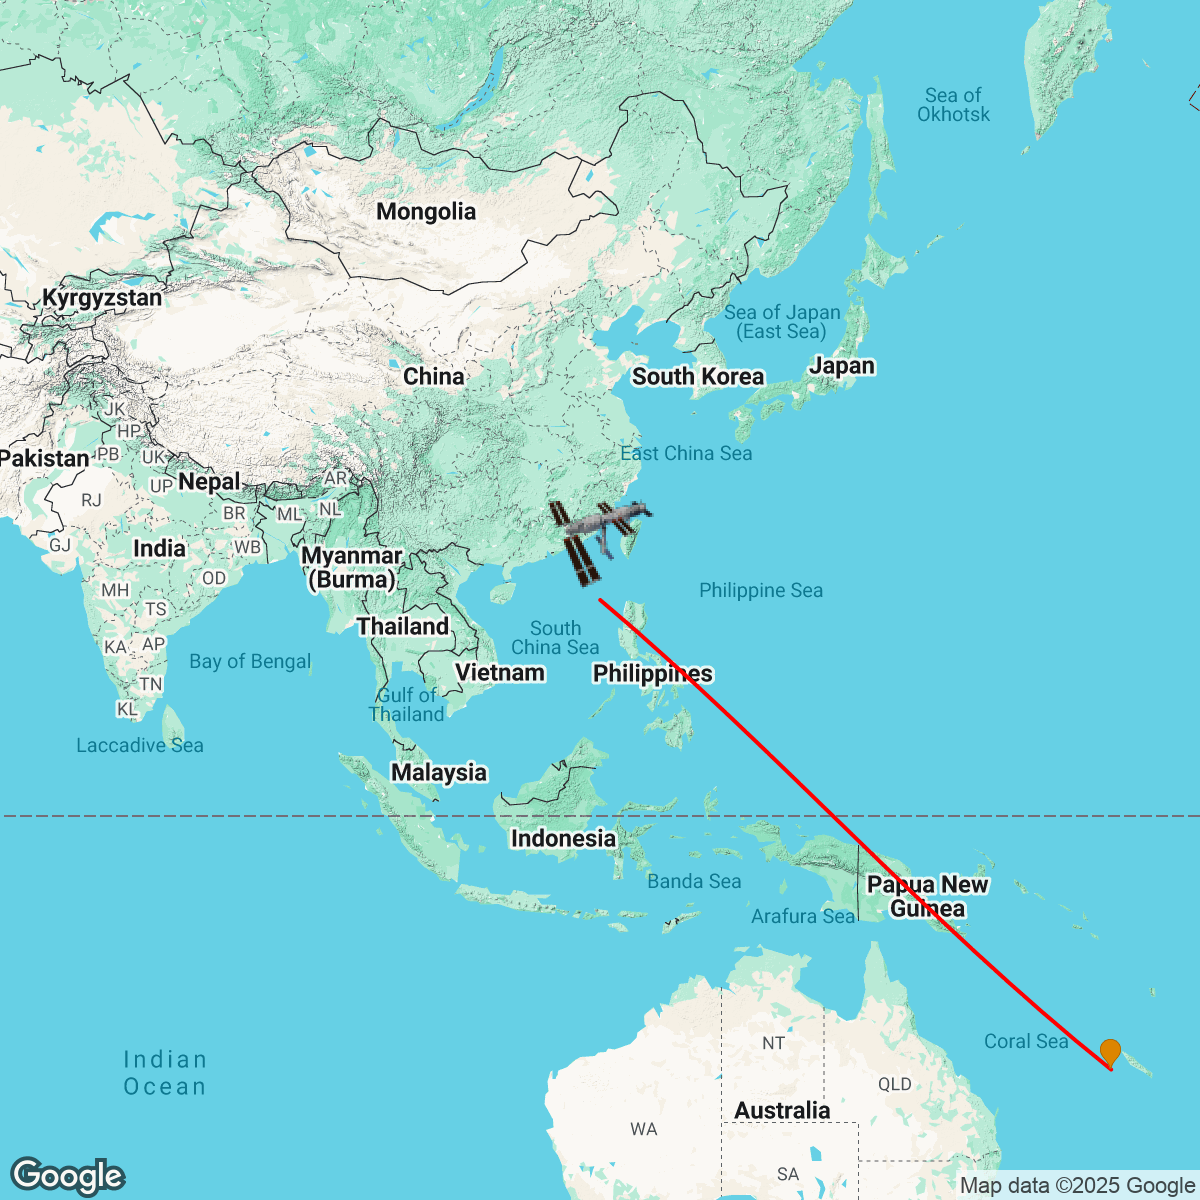 Sea of
Okhotsk
Mongolia
Kyrgyzstan
Sea of Japan
(East Sea)
Japan
China
South Korea
JK
HP
Pakistan
PB
UK
East China Sea
UP
Nepal
AR
RJ
BR
ML
NL
GJ
India
WB
Myanmar
(Burma)
OD
MH
Philippine Sea
TS
Thailand
South
China Sea
KA
AP
Bay of Bengal
Vietnam
Philippines
TN
KL
Gulf of
Thailand
Laccadive Sea
Malaysia
Indonesia
Banda Sea
Papua New
Guinea
Arafura Sea
Coral Sea
NT
Indian
Ocean
QLD
Australia
WA
SA
Google
Map data ©2025 Google